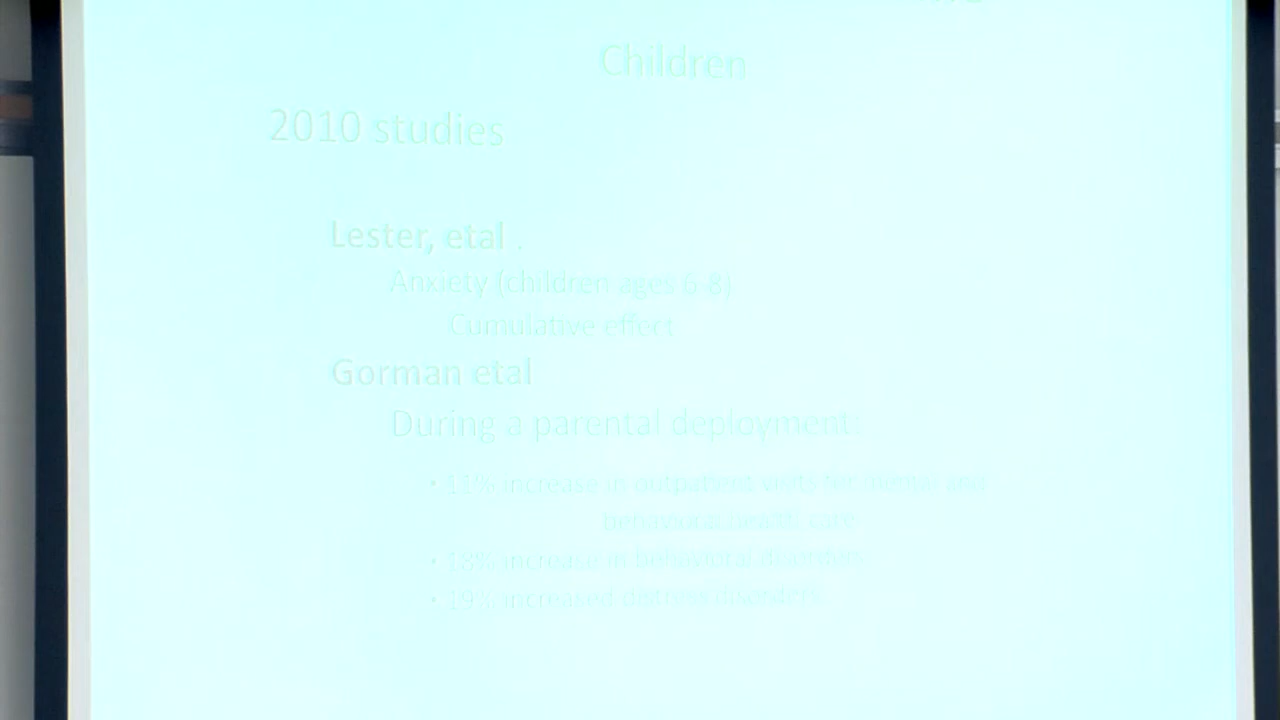 Children
2010 studies
Lester, etal .
Anxiety (children ages 6-8)
Cumulative effect
Gorman etal
During a parental deployment:
• 11% increase in outpatient visits for mental and
behavioral health care
• 18% increase in behavioral disorders
• 19% increased distress disorders